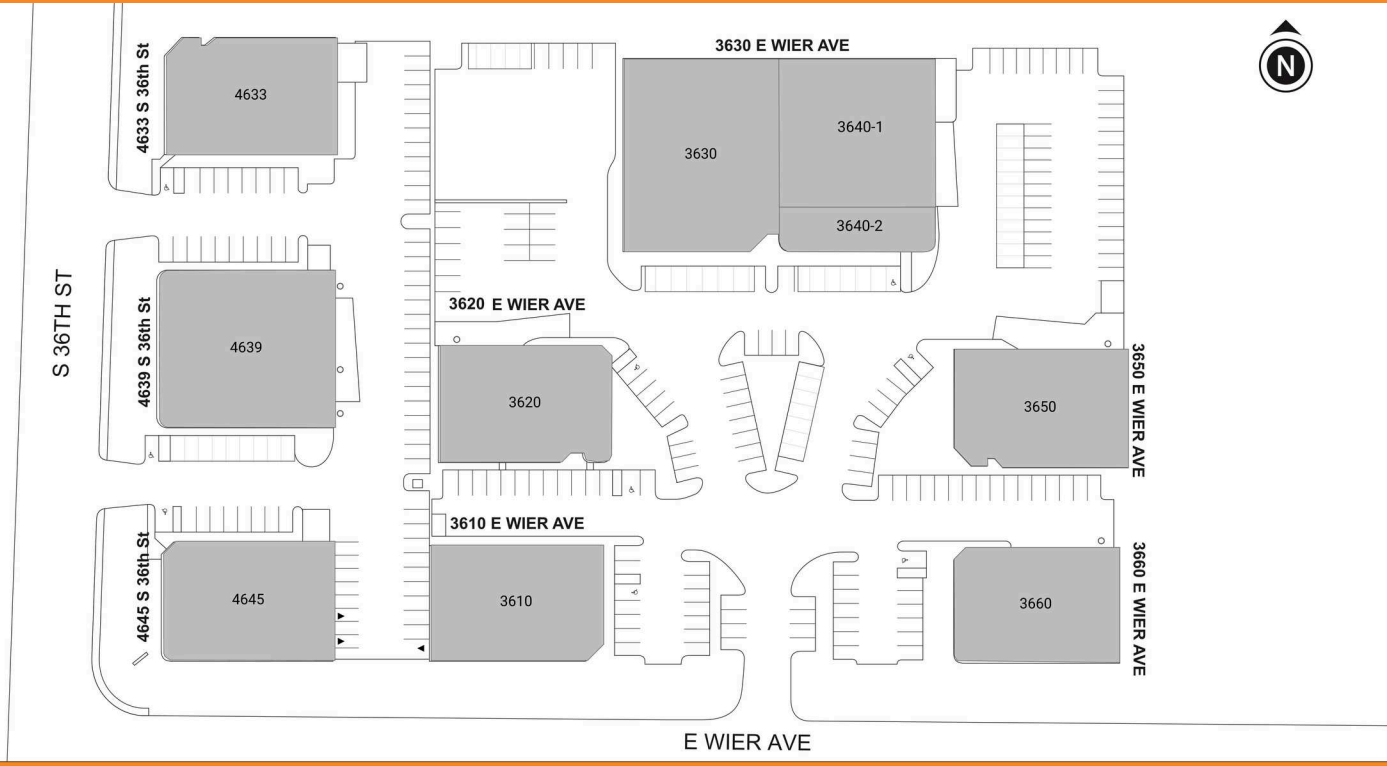 3630 E WIER AVE
N
4633 S 36th St
4633
3630
3640-1
3640-2
S 36TH ST
4639 S 36th St
4639
3620 E WIER AVE
3620
3650
3650 E WIER AVE
4645 S 36th St
4645
3610 E WIER AVE
3610
3660
3660 E WIER AVE
E WIER AVE